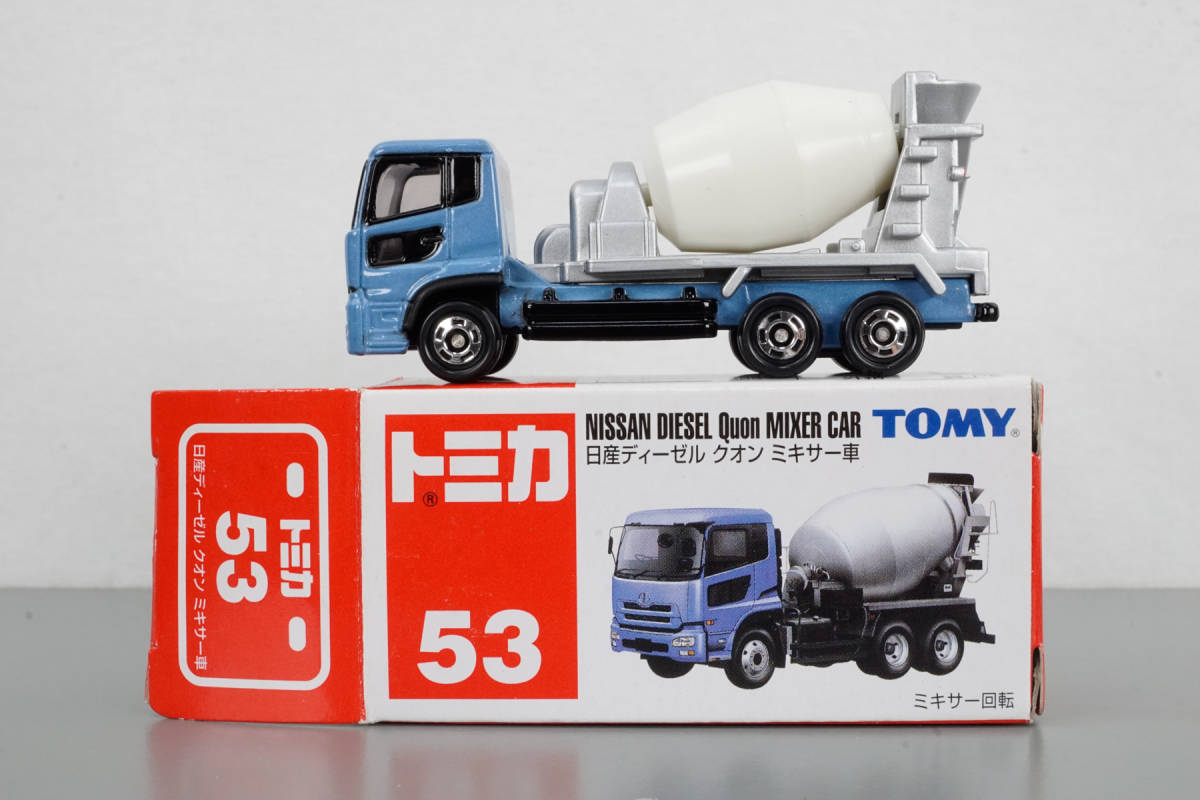 トミカ®
53
NISSAN DIESEL Quon MIXER CAR
日産ディーゼル クオン ミキサー車
TOMY®
ミキサー回転
トミカ
53
日産ディーゼル クオン ミキサー車